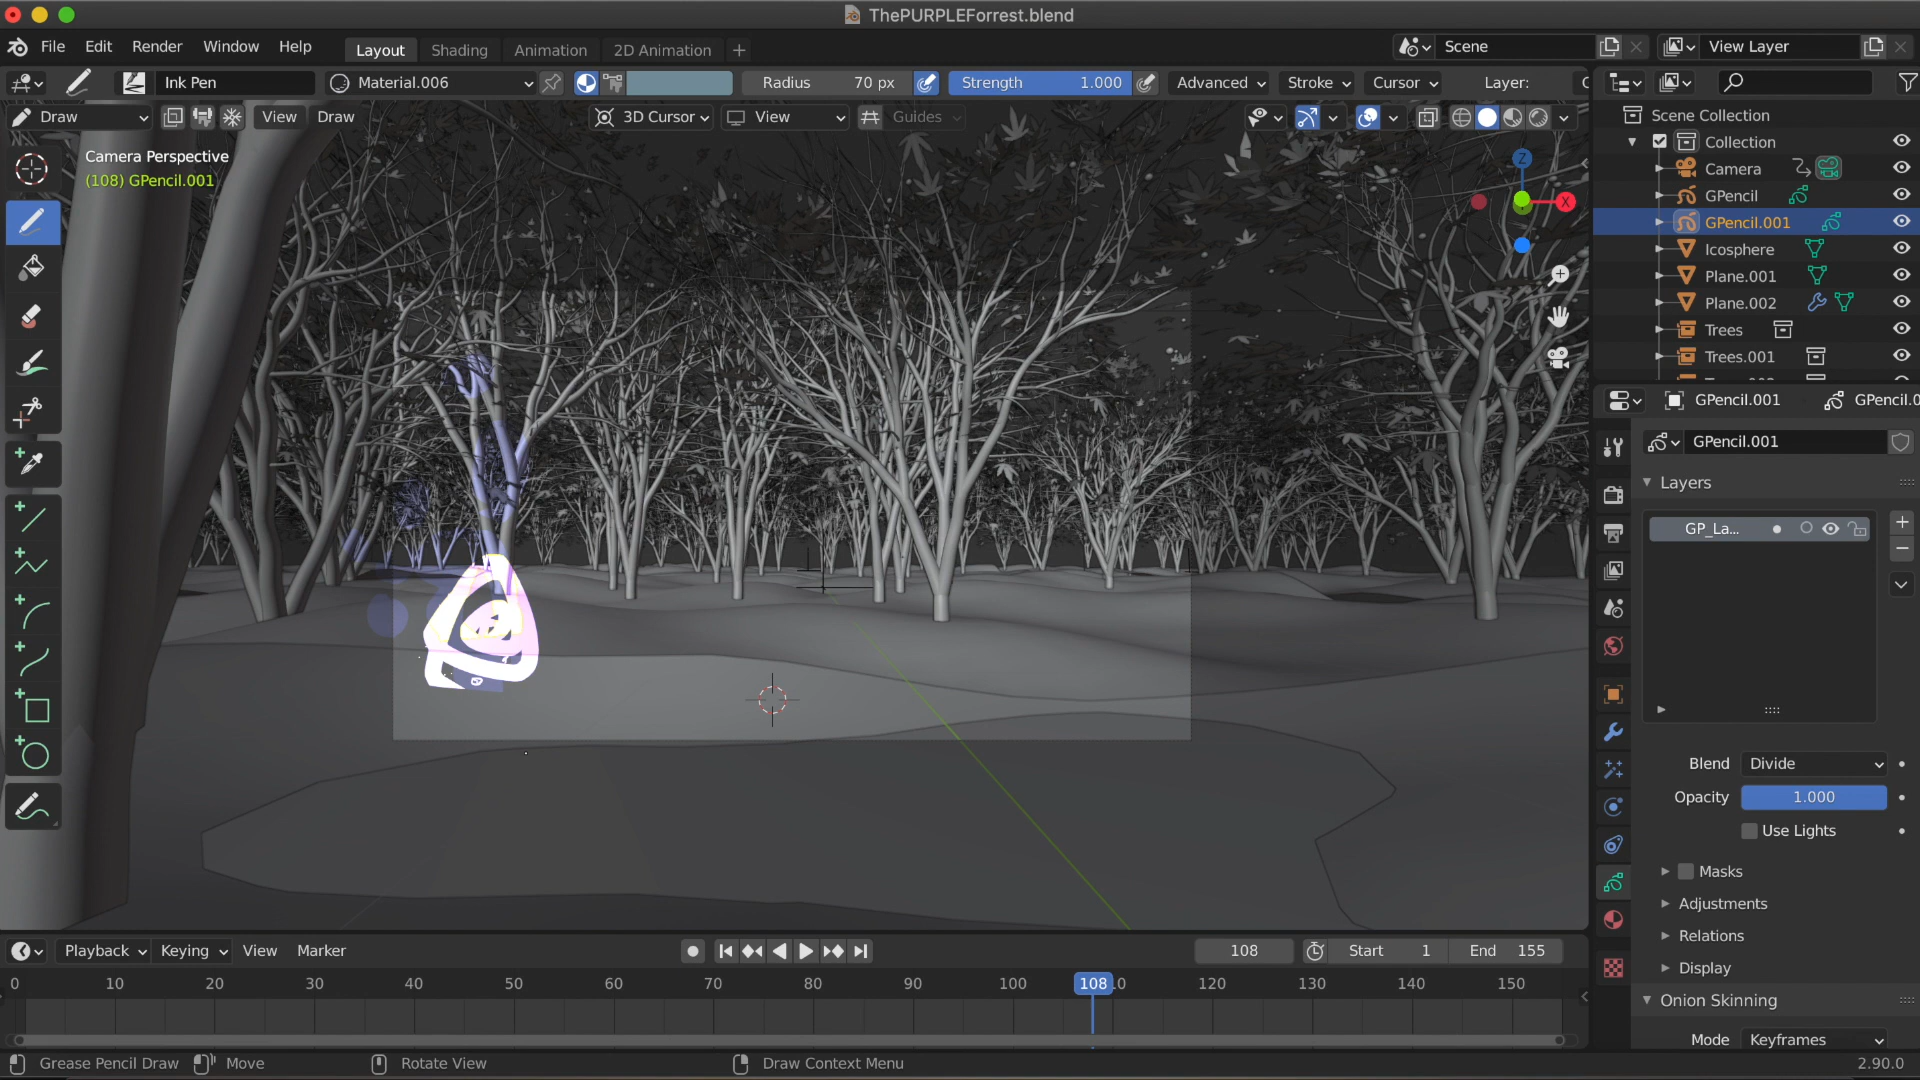 ThePURPLEForrest.blend
File Edit Render Window Help Layout Shading Animation 2D Animation + Scene View Layer
Ink Pen Material.006 Radius 70 px Strength 1.000 Advanced Stroke Cursor Layer:
Draw View Draw 3D Cursor View Guides
Camera Perspective
(108) GPencil.001
Z
X
Scene Collection
Collection
Camera
GPencil
GPencil.001
Icosphere
Plane.001
Plane.002
Trees
Trees.001
GPencil.001 GPencil.0
GPencil.001
Layers
GP_La...
Blend Divide
Opacity 1.000
Use Lights
Masks
Adjustments
Relations
Display
Onion Skinning
Mode Keyframes
Playback Keying View Marker 108 Start 1 End 155
0 10 20 30 40 50 60 70 80 90 100 108 120 130 140 150
Grease Pencil Draw Move Rotate View Draw Context Menu 2.90.0